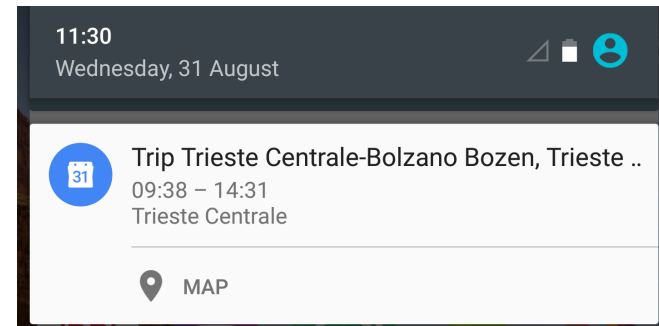 11:30
Wednesday, 31 August
31
Trip Trieste Centrale-Bolzano Bozen, Trieste ..
09:38 – 14:31
Trieste Centrale
MAP